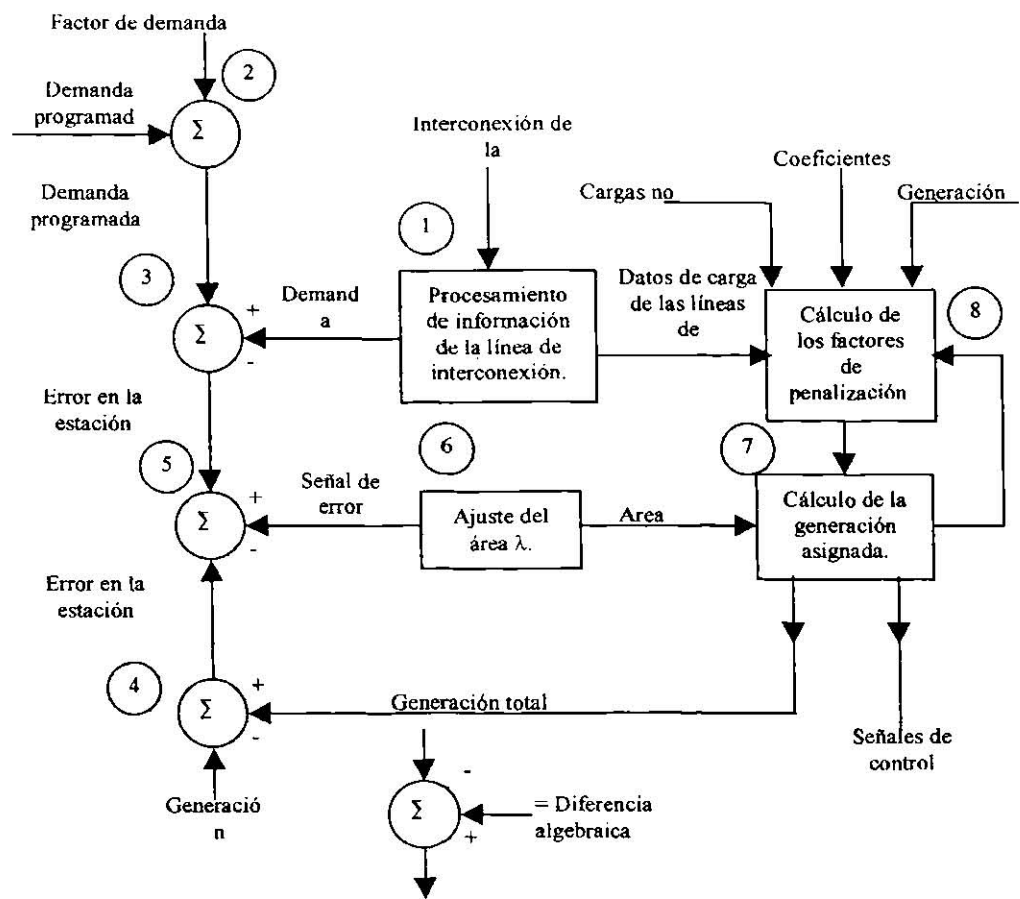 Factor de demanda
2
Demanda
programad
Σ
Interconexión de
la
Coeficientes
Cargas no
Generación
Demanda
programada
1
3
Demand
a
Procesamiento
de información
de la línea de
interconexión.
Datos de carga
de las líneas
de
Cálculo de
los factores
de
penalización
8
+
Σ
-
Error en la
estación
5
6
7
Señal de
error
Ajuste del
área λ.
Area
Cálculo de la
generación
asignada.
+
Σ
-
Error en la
estación
4
+
Σ
-
Generación total
Señales de
control
Generació
n
-
Σ
+
= Diferencia
algebraica